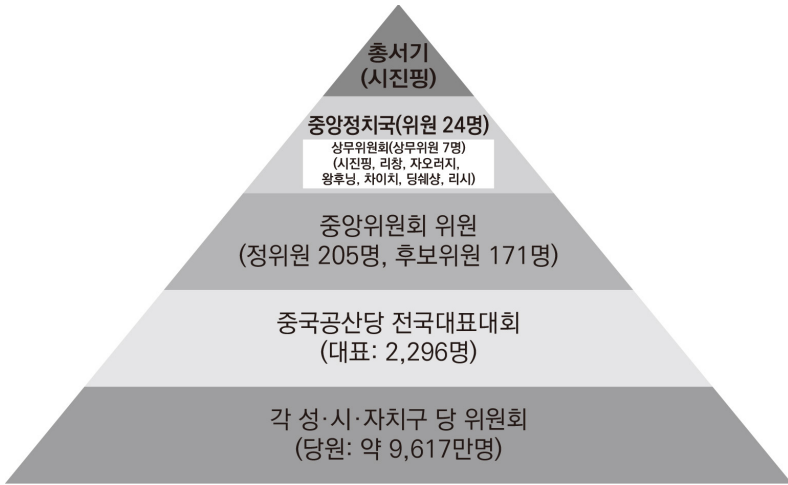 총서기
(시진핑)
중앙정치국(위원 24명)
상무위원회(상무위원 7명)
(시진핑, 리창, 자오러지,
왕후닝, 차이치, 딩쉐샹, 리시)
중앙위원회 위원
(정위원 205명, 후보위원 171명)
중국공산당 전국대표대회
(대표: 2,296명)
각 성·시·자치구 당 위원회
(당원: 약 9,617만명)